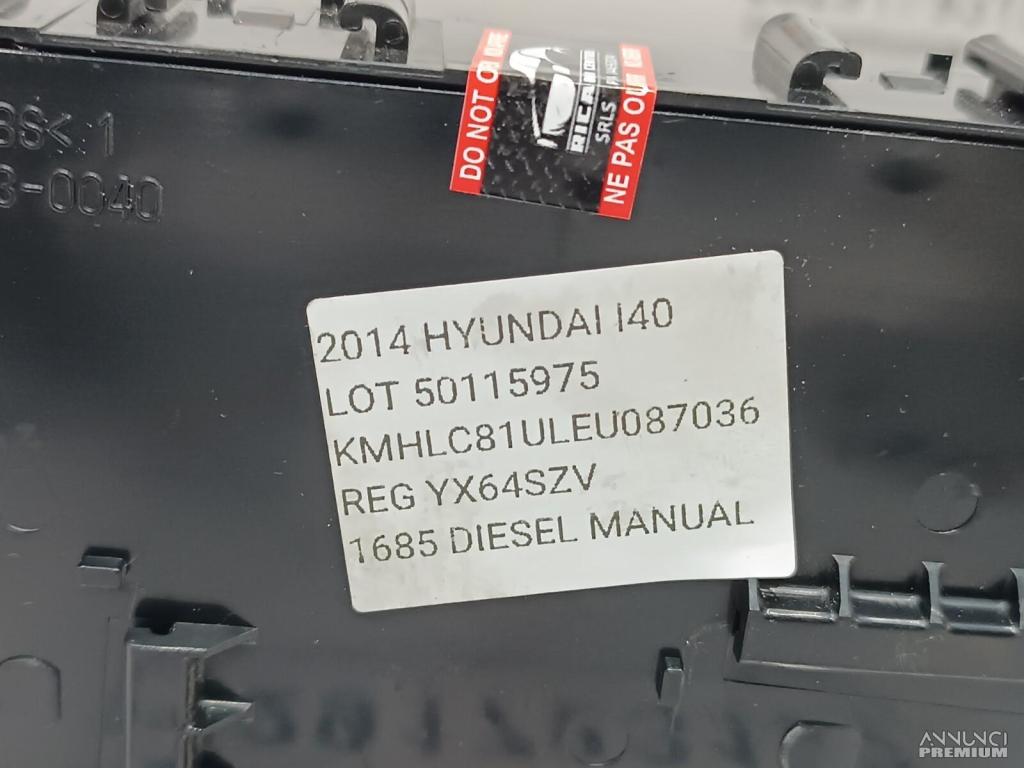 DO NOT
RICAMBI
SRLS
NE PAS OUV
BS< 1
3-0040
2014 HYUNDAI I40
LOT 50115975
KMHLC81ULEU087036
REG YX64SZV
1685 DIESEL MANUAL
ANNUNCI
PREMIUM